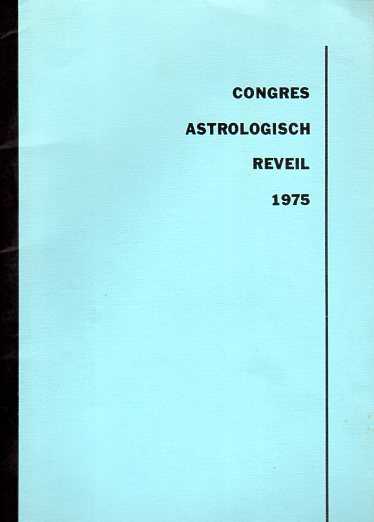 CONGRES
ASTROLOGISCH
REVEIL
1975